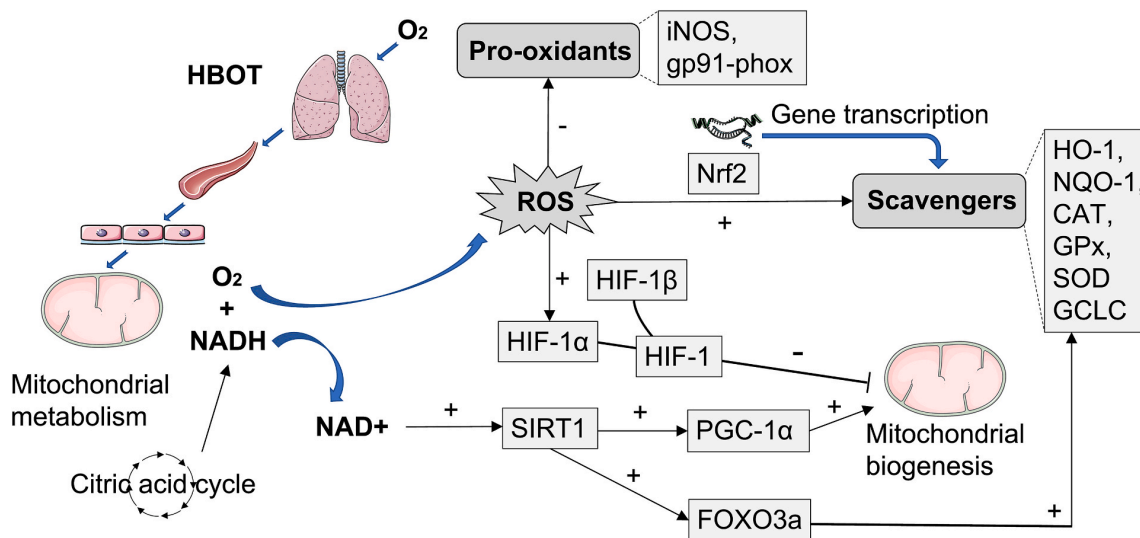 O₂
HBOT
Pro-oxidants
iNOS,
gp91-phox
-
Gene transcription
Nrf2
ROS
+
Scavengers
HO-1,
NQO-1,
CAT,
GPx,
SOD
GCLC
O₂
+
NADH
+
HIF-1β
HIF-1α
HIF-1
-
Mitochondrial
metabolism
NAD+
+
SIRT1
+
PGC-1α
+
Mitochondrial
biogenesis
Citric acid cycle
+
FOXO3a
+